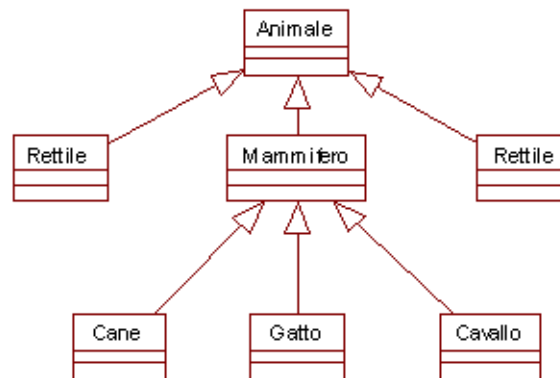 Animale
Rettile
Mammifero
Rettile
Cane
Gatto
Cavallo